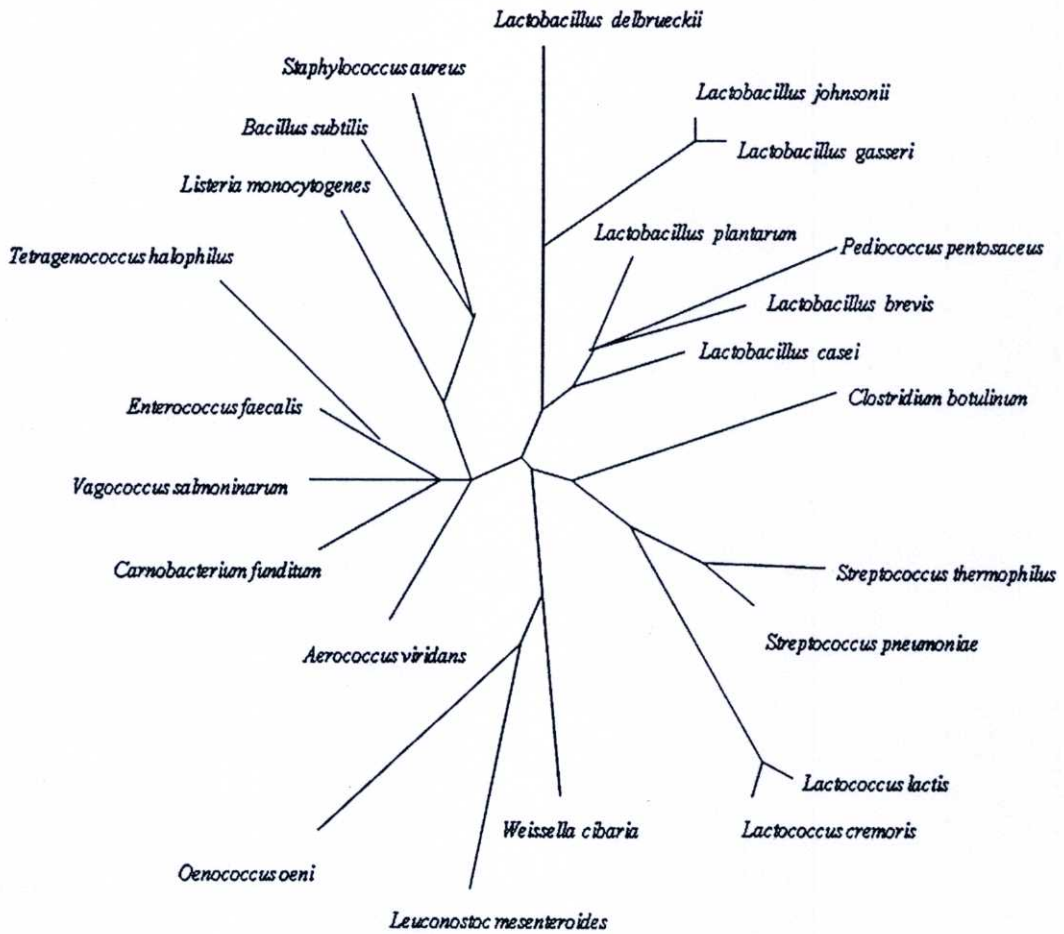 Lactobacillus delbrueckii
Staphylococcus aureus
Lactobacillus johnsonii
Bacillus subtilis
Lactobacillus gasseri
Listeria monocytogenes
Lactobacillus plantarum
Pediococcus pentosaceus
Tetragenococcus halophilus
Lactobacillus brevis
Lactobacillus casei
Clostridium botulinum
Enterococcus faecalis
Vagococcus salmoninarum
Carnobacterium funditum
Streptococcus thermophilus
Streptococcus pneumoniae
Aerococcus viridans
Lactococcus lactis
Weissella cibaria
Lactococcus cremoris
Oenococcus oeni
Leuconostoc mesenteroides